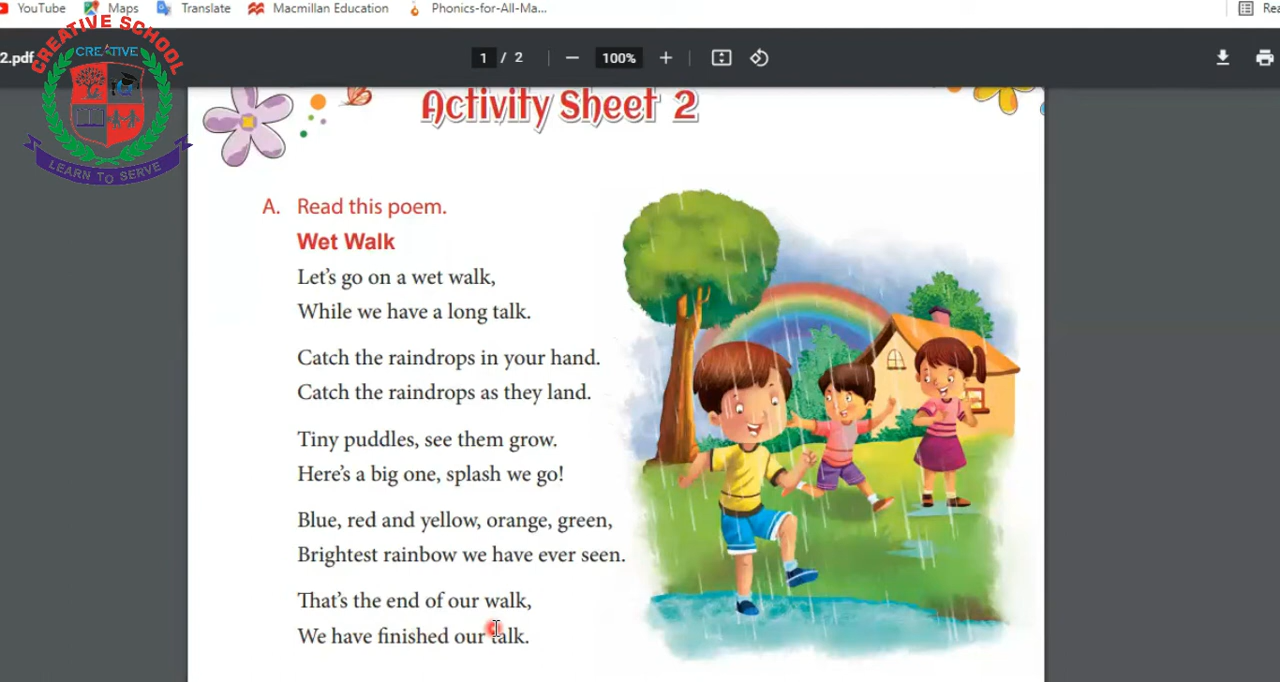 YouTube Maps Translate Macmillan Education Phonics-for-All-Ma... Rea
2.pdf 1 / 2 100%
CREATIVE SCHOOL
CREATIVE
LEARN TO SERVE
Activity Sheet 2
A. Read this poem.
Wet Walk
Let's go on a wet walk,
While we have a long talk.
Catch the raindrops in your hand.
Catch the raindrops as they land.
Tiny puddles, see them grow.
Here's a big one, splash we go!
Blue, red and yellow, orange, green,
Brightest rainbow we have ever seen.
That's the end of our walk,
We have finished our talk.